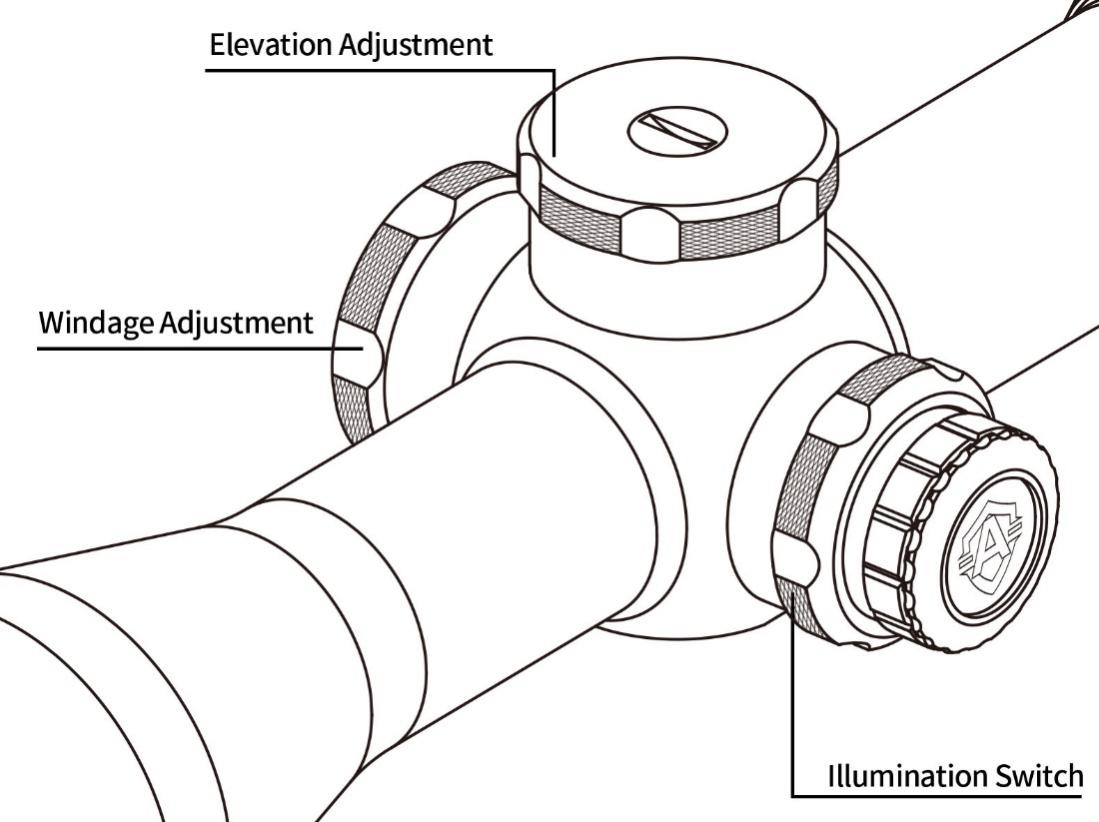 Elevation Adjustment
Windage Adjustment
Illumination Switch